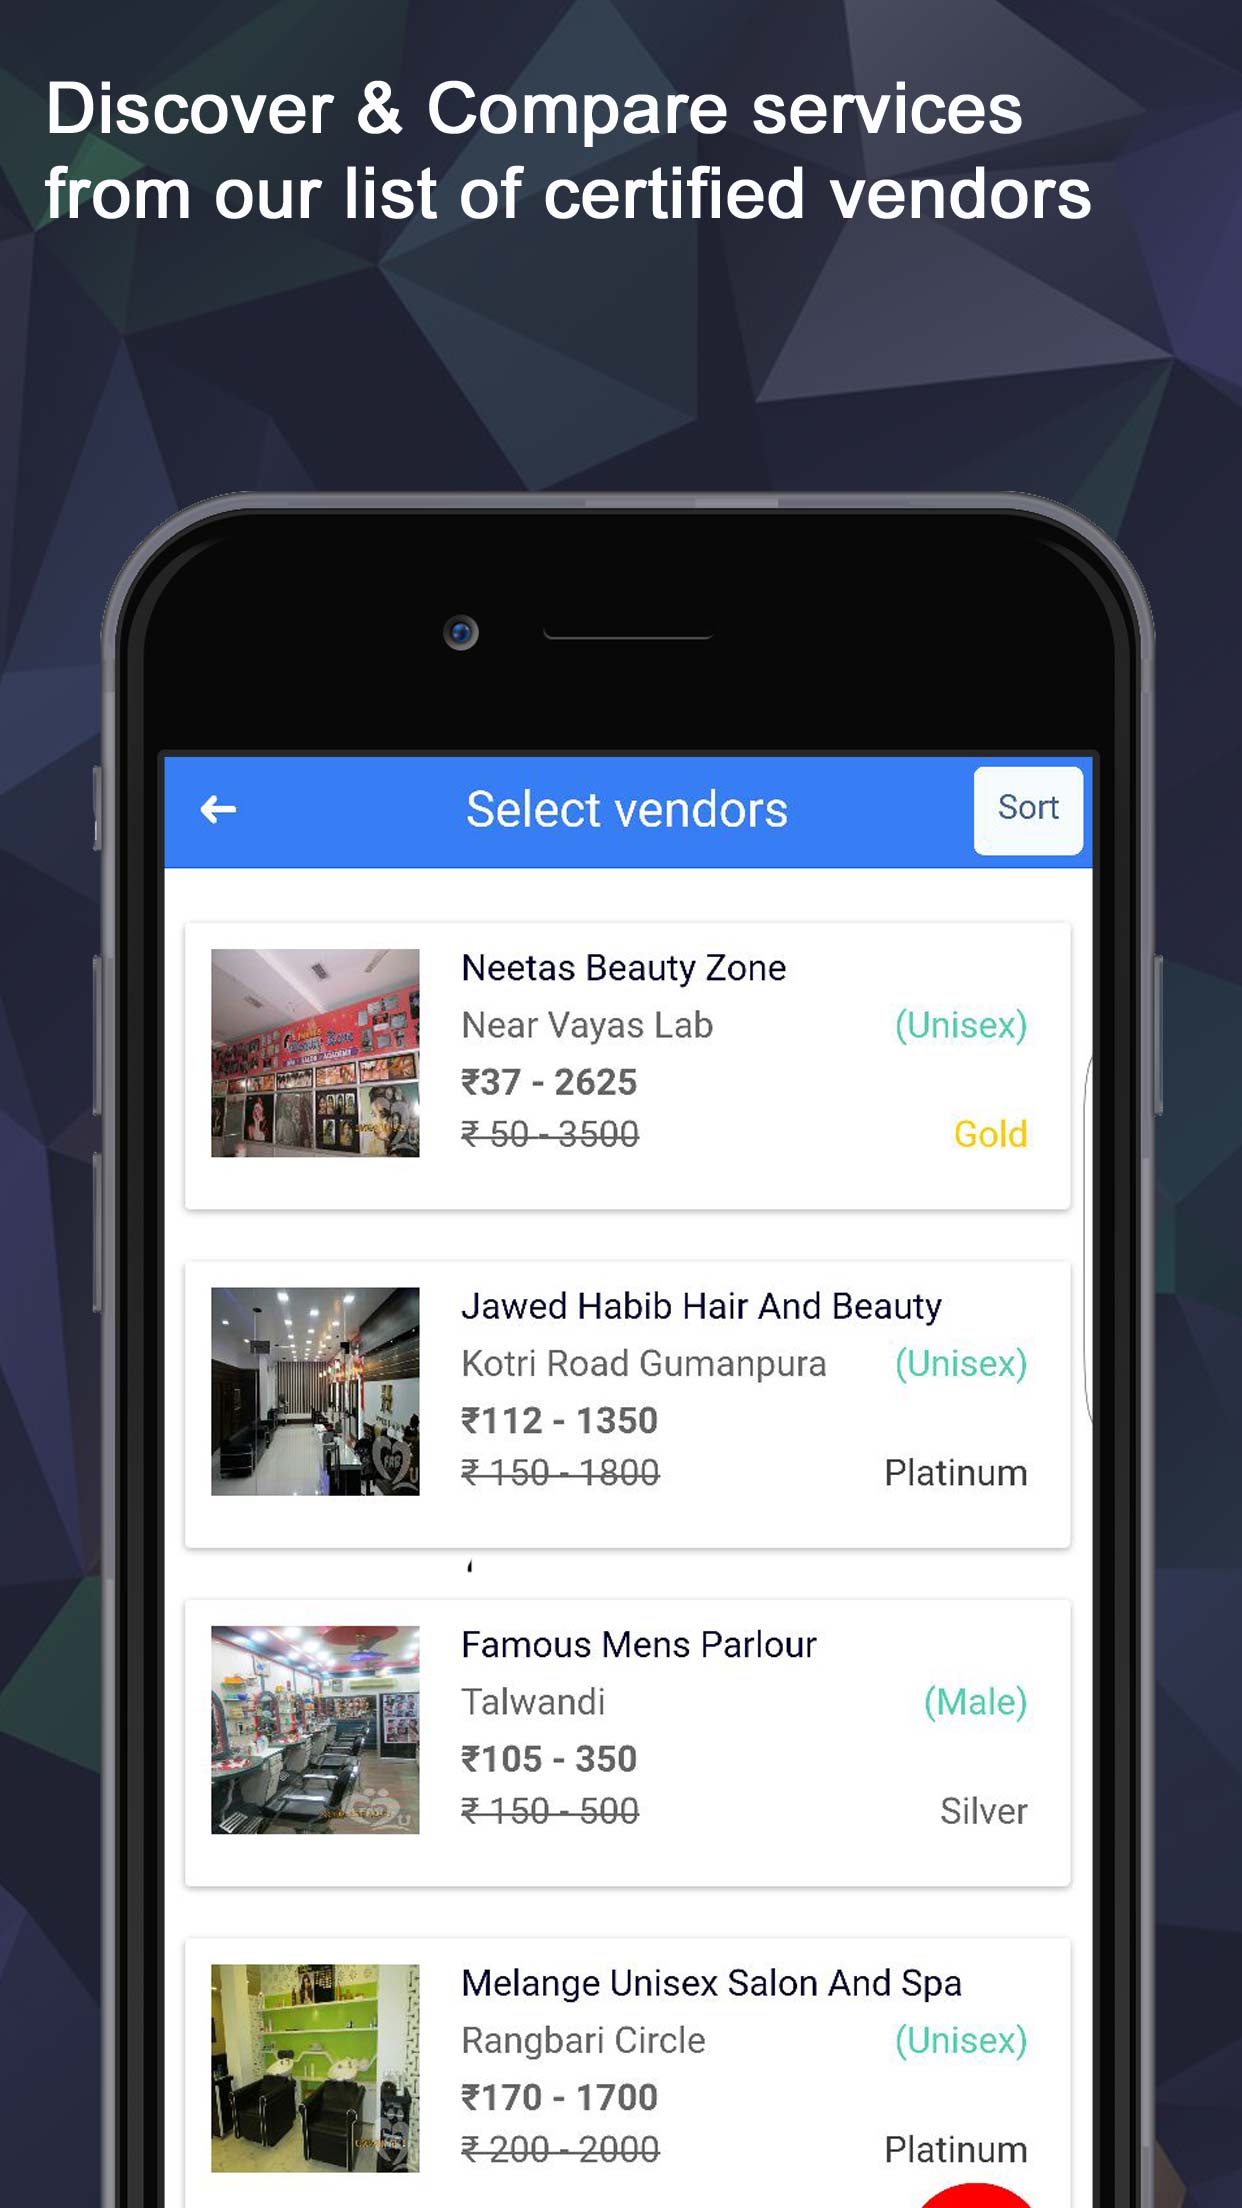 Discover & Compare services
from our list of certified vendors
Select vendors
Sort
Neetas Beauty Zone
Near Vayas Lab
(Unisex)
₹37 - 2625
₹ 50 - 3500
Gold
Jawed Habib Hair And Beauty
Kotri Road Gumanpura
(Unisex)
₹112 - 1350
₹ 150 - 1800
Platinum
Famous Mens Parlour
Talwandi
(Male)
₹105 - 350
₹ 150 - 500
Silver
Melange Unisex Salon And Spa
Rangbari Circle
(Unisex)
₹170 - 1700
₹ 200 - 2000
Platinum